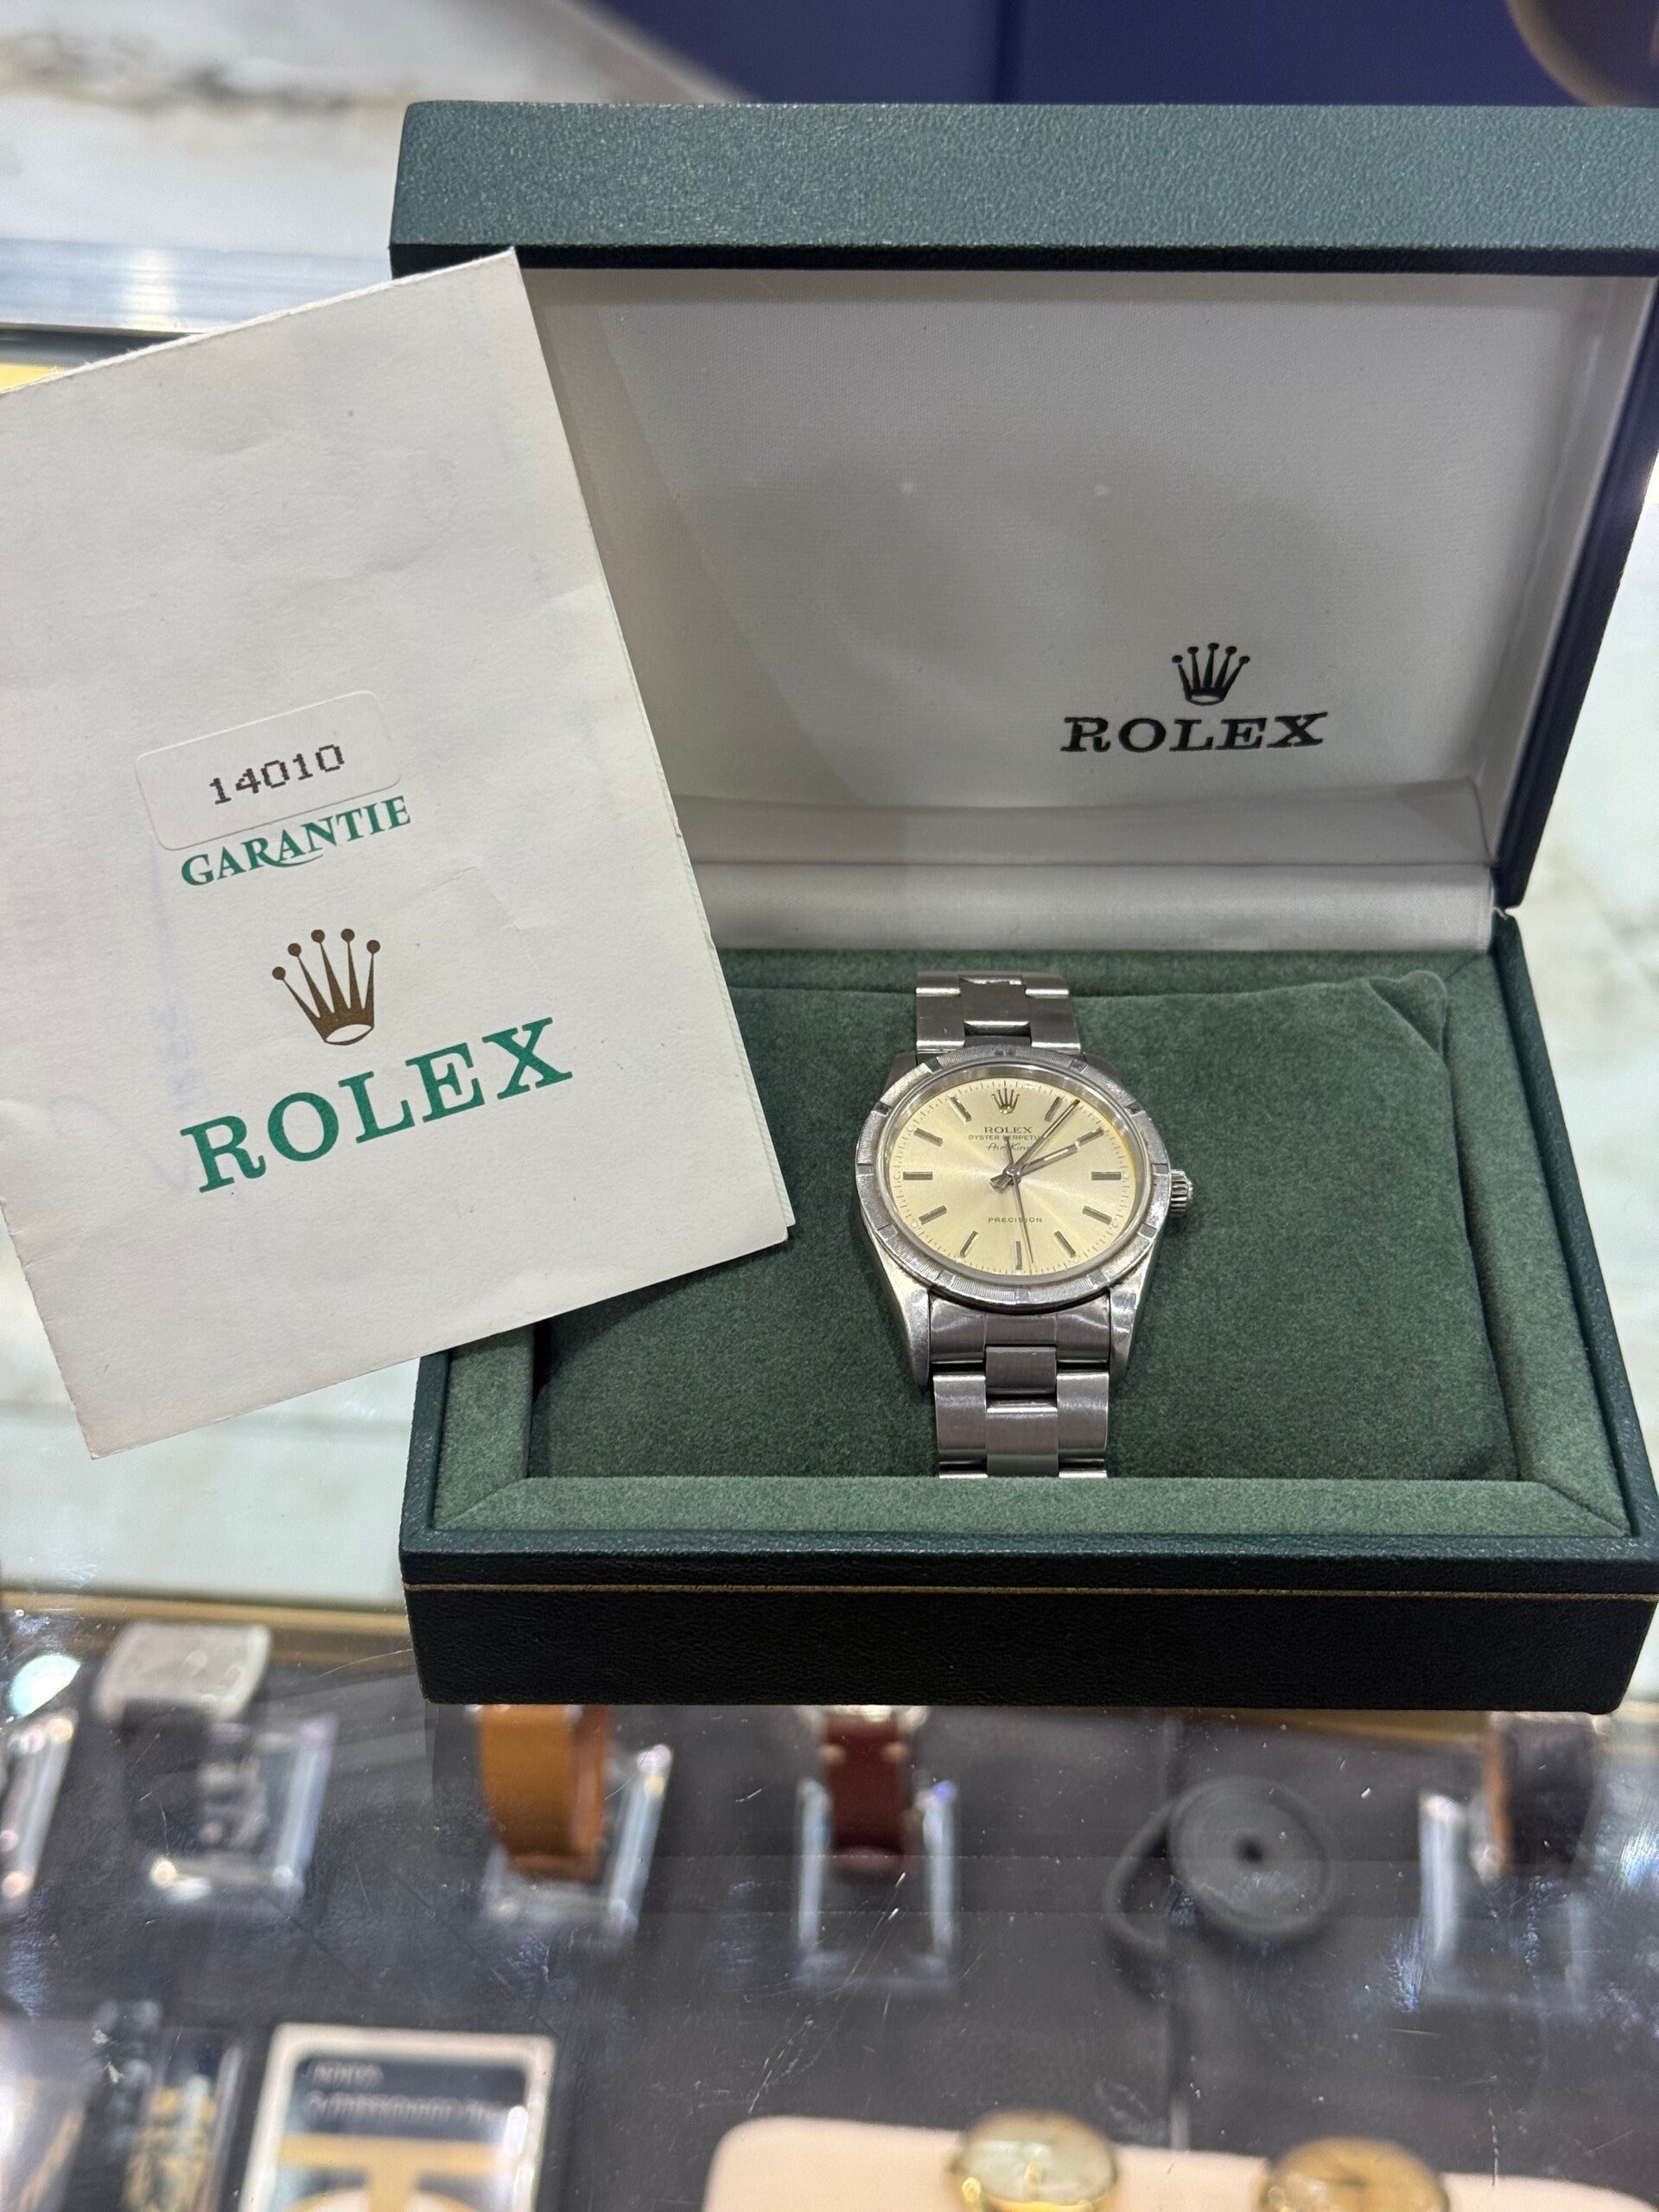 14010
GARANTIE
ROLEX
ROLEX
ROLEX
OYSTER PERPETUAL
Air-King
PRECISION